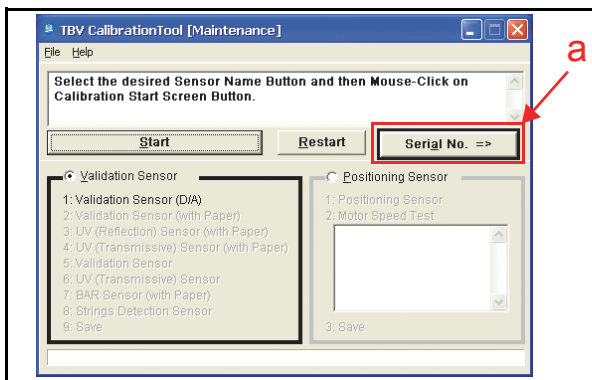 TBV CalibrationTool [Maintenance]
File Help
Select the desired Sensor Name Button and then Mouse-Click on
Calibration Start Screen Button.
Start Restart Serial No. =>
a
Validation Sensor
1: Validation Sensor (D/A)
2: Validation Sensor (with Paper)
3: UV (Reflection) Sensor (with Paper)
4: UV (Transmissive) Sensor (with Paper)
5: Validation Sensor
6: UV (Transmissive) Sensor
7: BAR Sensor (with Paper)
8: Strings Detection Sensor
9: Save
Positioning Sensor
1: Positioning Sensor
2: Motor Speed Test
3: Save